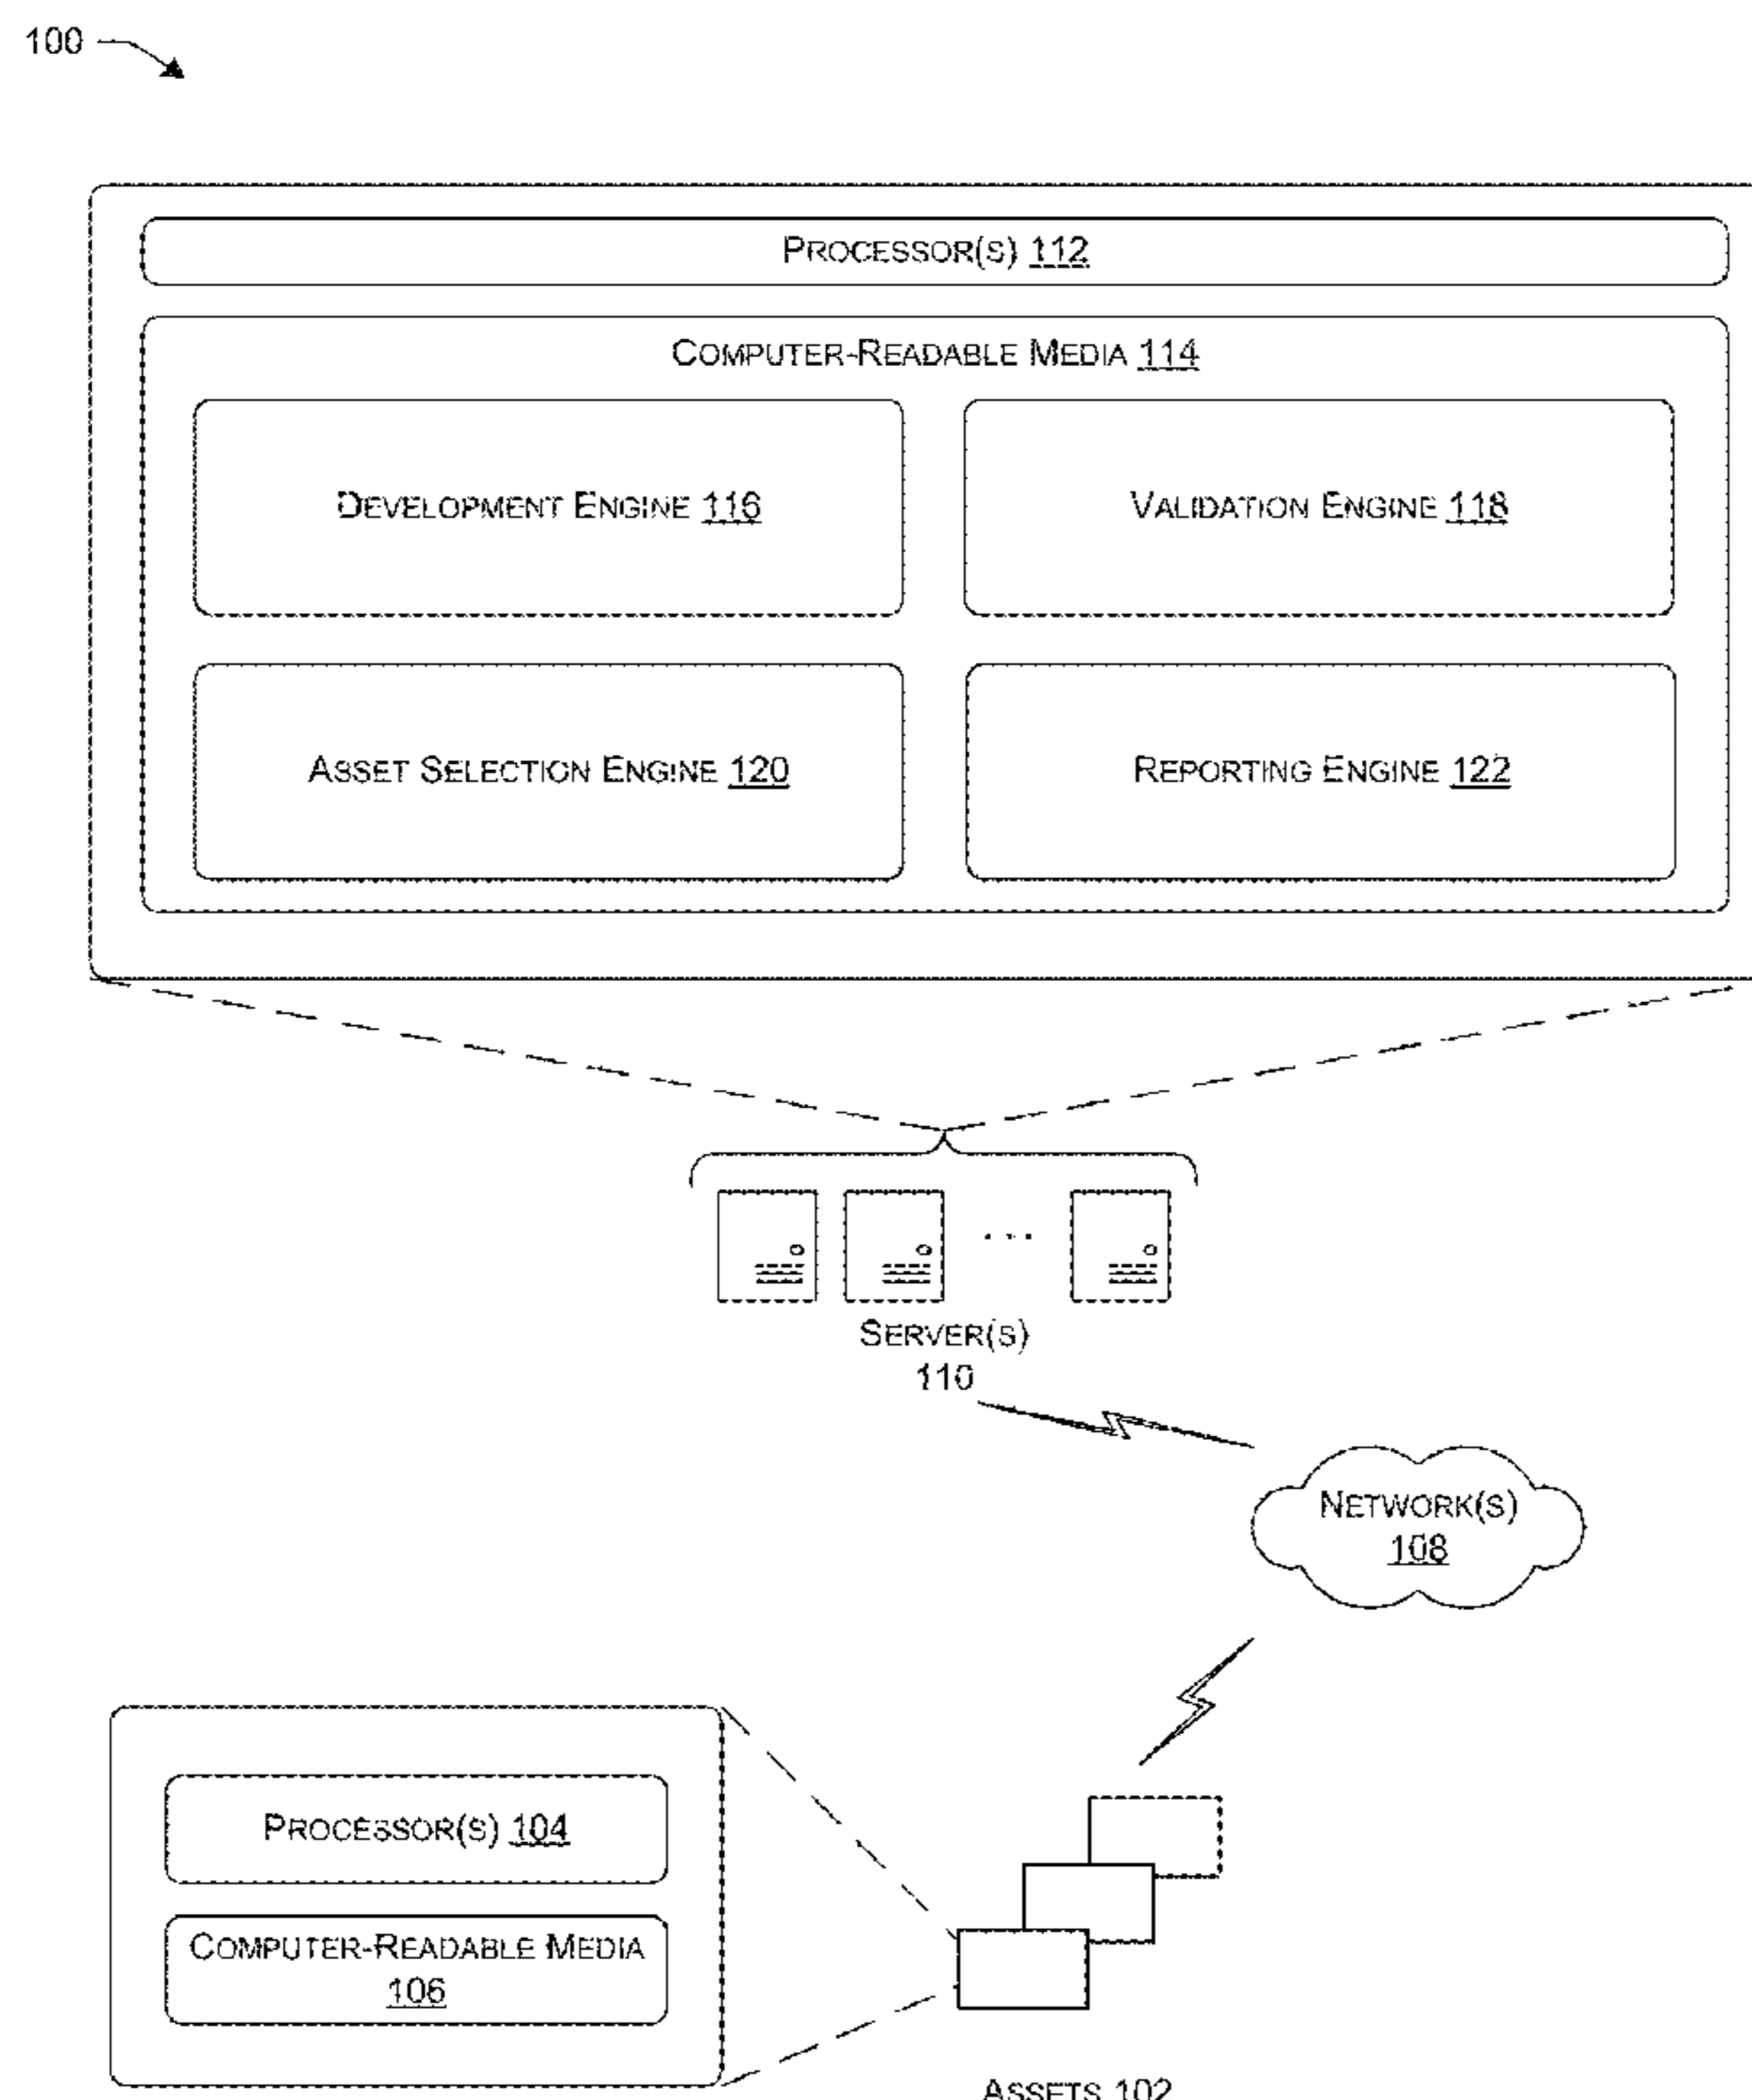 100
PROCESSOR(S) 112
COMPUTER-READABLE MEDIA 114
DEVELOPMENT ENGINE 116
VALIDATION ENGINE 118
ASSET SELECTION ENGINE 120
REPORTING ENGINE 122
SERVER(S)
110
NETWORK(S)
108
PROCESSOR(S) 104
COMPUTER-READABLE MEDIA
106
ASSETS 102